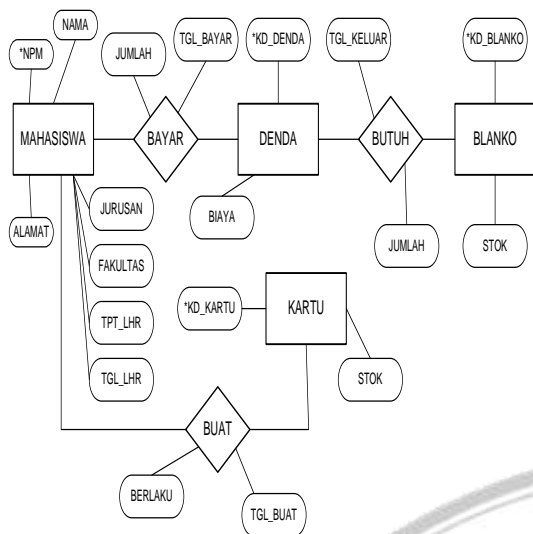 NAMA
*NPM
JUMLAH
TGL_BAYAR
*KD_DENDA
TGL_KELUAR
*KD_BLANKO
MAHASISWA
BAYAR
DENDA
BUTUH
BLANKO
ALAMAT
JURUSAN
BIAYA
JUMLAH
STOK
FAKULTAS
TPT_LHR
TGL_LHR
*KD_KARTU
KARTU
STOK
BUAT
BERLAKU
TGL_BUAT